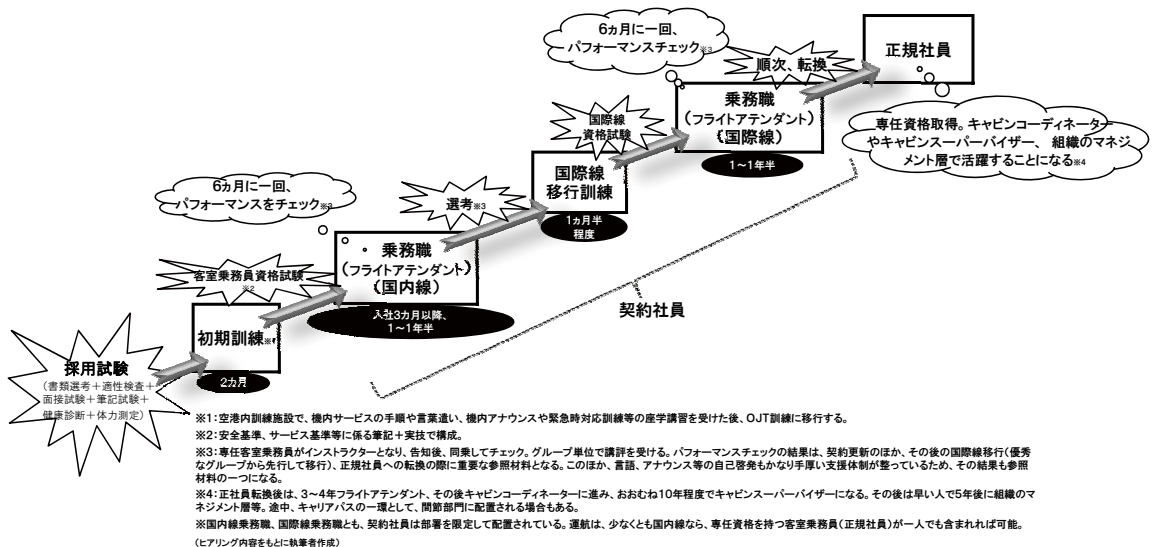 採用試験
(書類選考+適性検査+
面接試験+筆記試験+
健康診断+体力測定)
初期訓練※1
2カ月
客室乗務員資格試験
※2
6ヵ月に一回、
パフォーマンスをチェック※3
乗務職
(フライトアテンダント)
(国内線)
入社3カ月以降、
1~1年半
選考※3
国際線
移行訓練
1ヵ月半
程度
国際線
資格試験
6ヵ月に一回、
パフォーマンスチェック※3
乗務職
(フライトアテンダント)
(国際線)
1~1年半
順次、転換
正規社員
専任資格取得。キャビンコーディネーター
やキャビンスーパーバイザー、 組織のマネジ
メント層で活躍することになる※4
契約社員
※1:空港内訓練施設で、機内サービスの手順や言葉遣い、機内アナウンスや緊急時対応訓練等の座学講習を受けた後、OJT訓練に移行する。
※2:安全基準、サービス基準等に係る筆記+実技で構成。
※3:専任客室乗務員がインストラクターとなり、告知後、同乗してチェック。グループ単位で講評を受ける。パフォーマンスチェックの結果は、契約更新のほか、その後の国際線移行(優秀
なグループから先行して移行)、正規社員への転換の際に重要な参照材料となる。このほか、言語、アナウンス等の自己啓発もかなり手厚い支援体制が整っているため、その結果も参照
材料の一つになる。
※4:正社員転換後は、3~4年フライトアテンダント、その後キャビンコーディネーターに進み、おおむね10年程度でキャビンスーパーバイザーになる。その後は早い人で5年後に組織のマ
ネジメント層等。途中、キャリアパスの一環として、間節部門に配置される場合もある。
※国内線乗務職、国際線乗務職とも、契約社員は部署を限定して配置されている。運航は、少なくとも国内線なら、専任資格を持つ客室乗務員(正規社員)が一人でも含まれれば可能。
(ヒアリング内容をもとに執筆者作成)